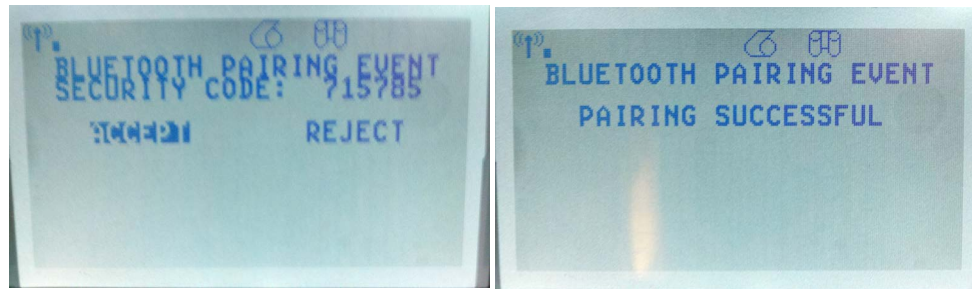 BLUETOOTH PAIRING EVENT
SECURITY CODE: 715785
ACCEPT REJECT
BLUETOOTH PAIRING EVENT
PAIRING SUCCESSFUL